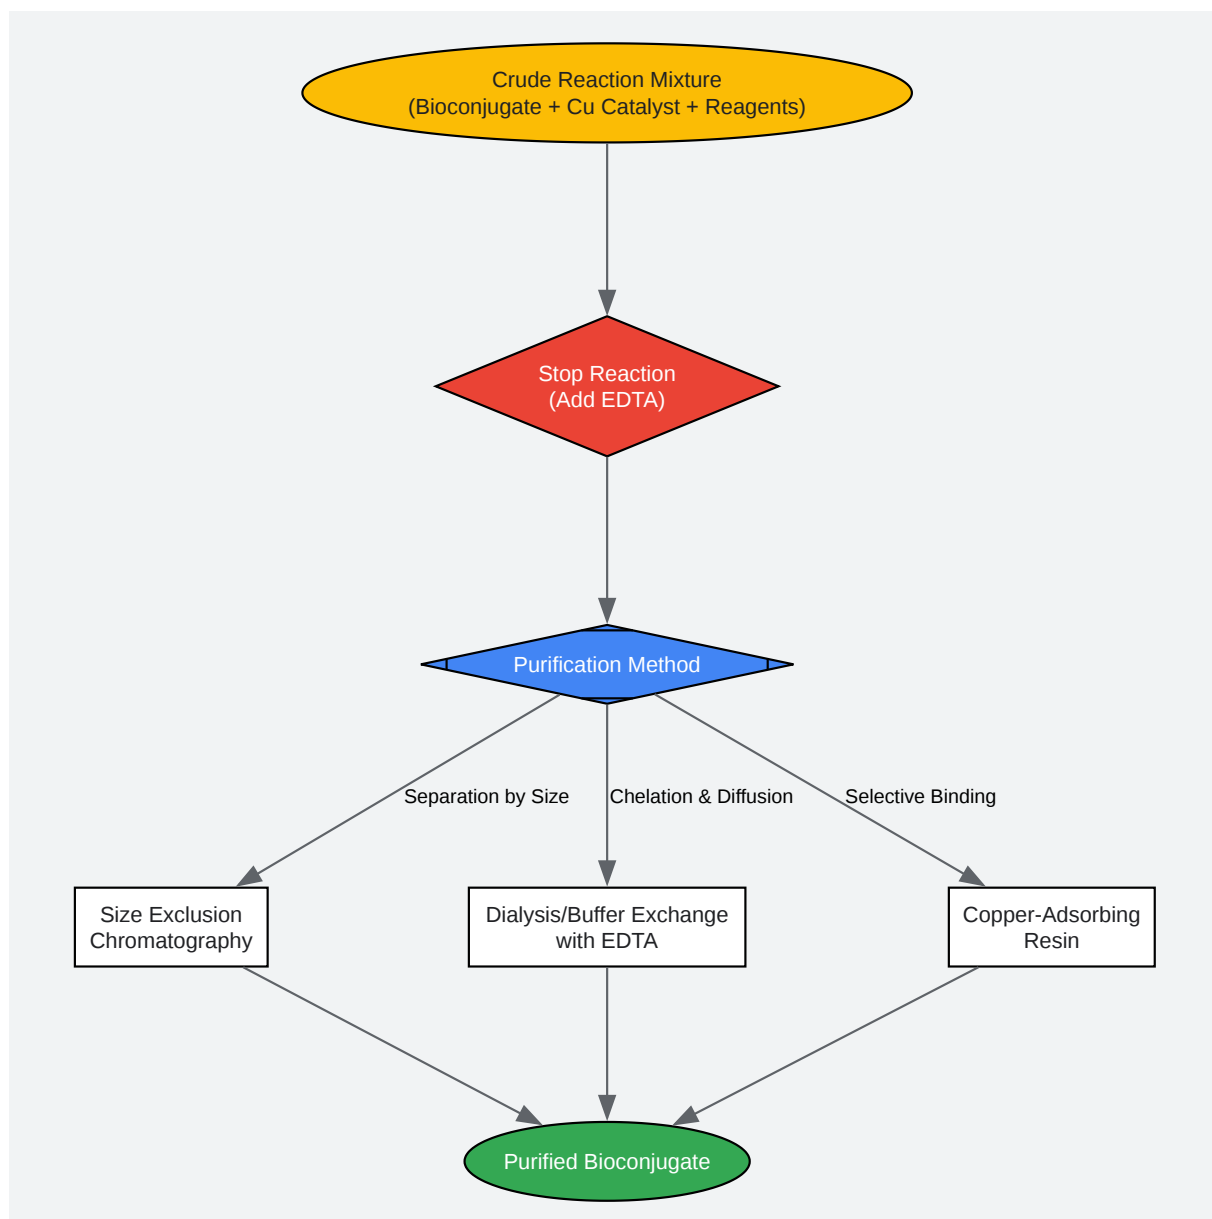 Crude Reaction Mixture
(Bioconjugate + Cu Catalyst + Reagents)
Stop Reaction
(Add EDTA)
Purification Method
Separation by Size
Chelation & Diffusion
Selective Binding
Size Exclusion
Chromatography
Dialysis/Buffer Exchange
with EDTA
Copper-Adsorbing
Resin
Purified Bioconjugate